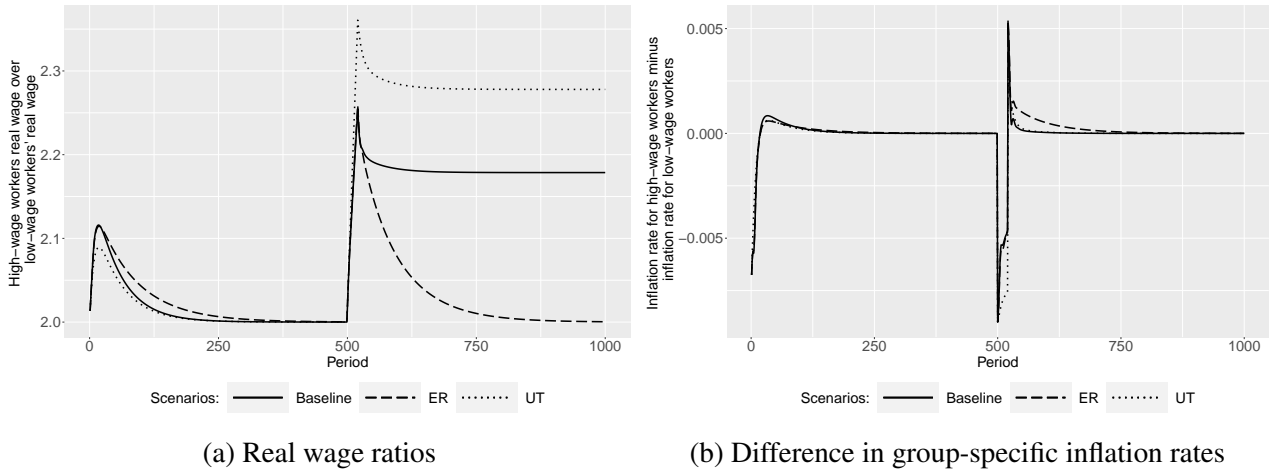 High−wage workers real wage over
low−wage workers' real wage
2.3
2.2
2.1
2.0
0
250
500
750
1000
Period
Scenarios:
Baseline
ER
UT
(a) Real wage ratios
Inflation rate for high−wage workers minus
inflation rate for low−wage workers
0.005
0.000
−0.005
0
250
500
750
1000
Period
Scenarios:
Baseline
ER
UT
(b) Difference in group-specific inflation rates